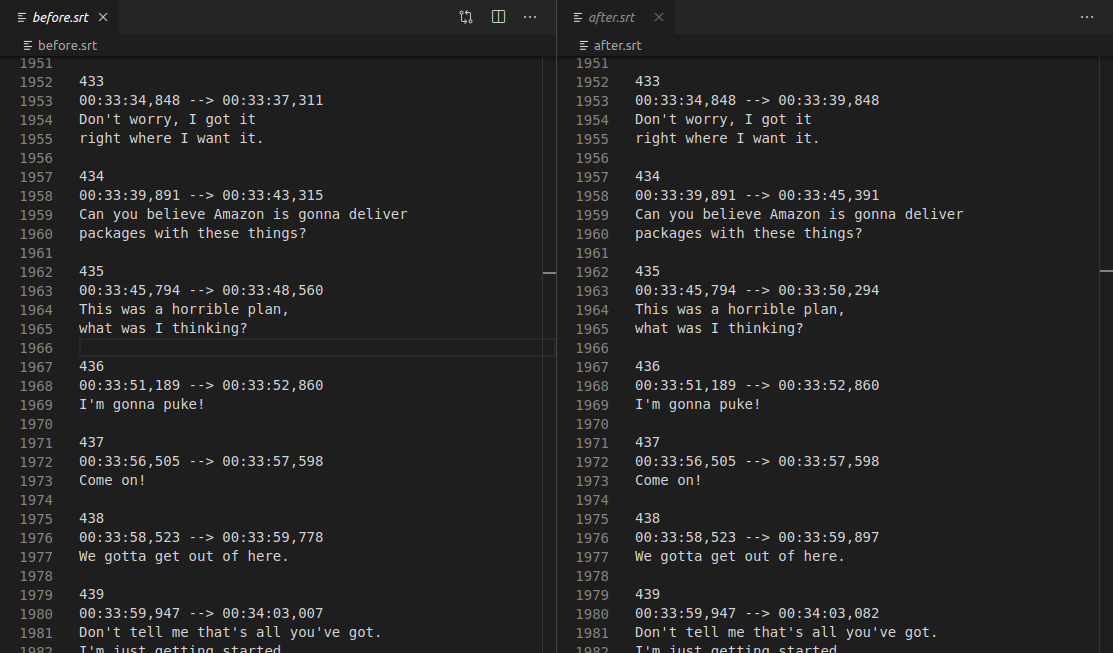 before.srt
before.srt
1951
1952 433
1953 00:33:34,848 --> 00:33:37,311
1954 Don't worry, I got it
1955 right where I want it.
1956
1957 434
1958 00:33:39,891 --> 00:33:43,315
1959 Can you believe Amazon is gonna deliver
1960 packages with these things?
1961
1962 435
1963 00:33:45,794 --> 00:33:48,560
1964 This was a horrible plan,
1965 what was I thinking?
1966
1967 436
1968 00:33:51,189 --> 00:33:52,860
1969 I'm gonna puke!
1970
1971 437
1972 00:33:56,505 --> 00:33:57,598
1973 Come on!
1974
1975 438
1976 00:33:58,523 --> 00:33:59,778
1977 We gotta get out of here.
1978
1979 439
1980 00:33:59,947 --> 00:34:03,007
1981 Don't tell me that's all you've got.
1982 I'm just getting started
after.srt
after.srt
1951
1952 433
1953 00:33:34,848 --> 00:33:39,848
1954 Don't worry, I got it
1955 right where I want it.
1956
1957 434
1958 00:33:39,891 --> 00:33:45,391
1959 Can you believe Amazon is gonna deliver
1960 packages with these things?
1961
1962 435
1963 00:33:45,794 --> 00:33:50,294
1964 This was a horrible plan,
1965 what was I thinking?
1966
1967 436
1968 00:33:51,189 --> 00:33:52,860
1969 I'm gonna puke!
1970
1971 437
1972 00:33:56,505 --> 00:33:57,598
1973 Come on!
1974
1975 438
1976 00:33:58,523 --> 00:33:59,897
1977 We gotta get out of here.
1978
1979 439
1980 00:33:59,947 --> 00:34:03,082
1981 Don't tell me that's all you've got.
1982 I'm just getting started